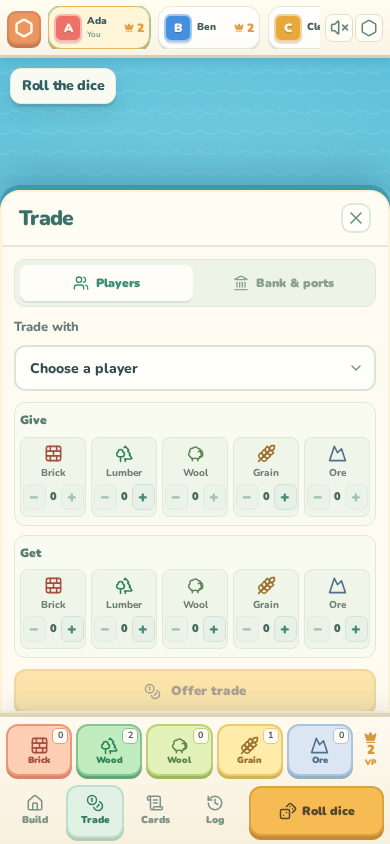 A Ada You 2 B Ben 2 C Cle
Roll the dice
Trade
Players Bank & ports
Trade with
Choose a player
Give
Brick Lumber Wool Grain Ore
− 0 + − 0 + − 0 + − 0 + − 0 +
Get
Brick Lumber Wool Grain Ore
− 0 + − 0 + − 0 + − 0 + − 0 +
Offer trade
0 2 0 1 0
Brick Wood Wool Grain Ore 2 VP
Build Trade Cards Log Roll dice